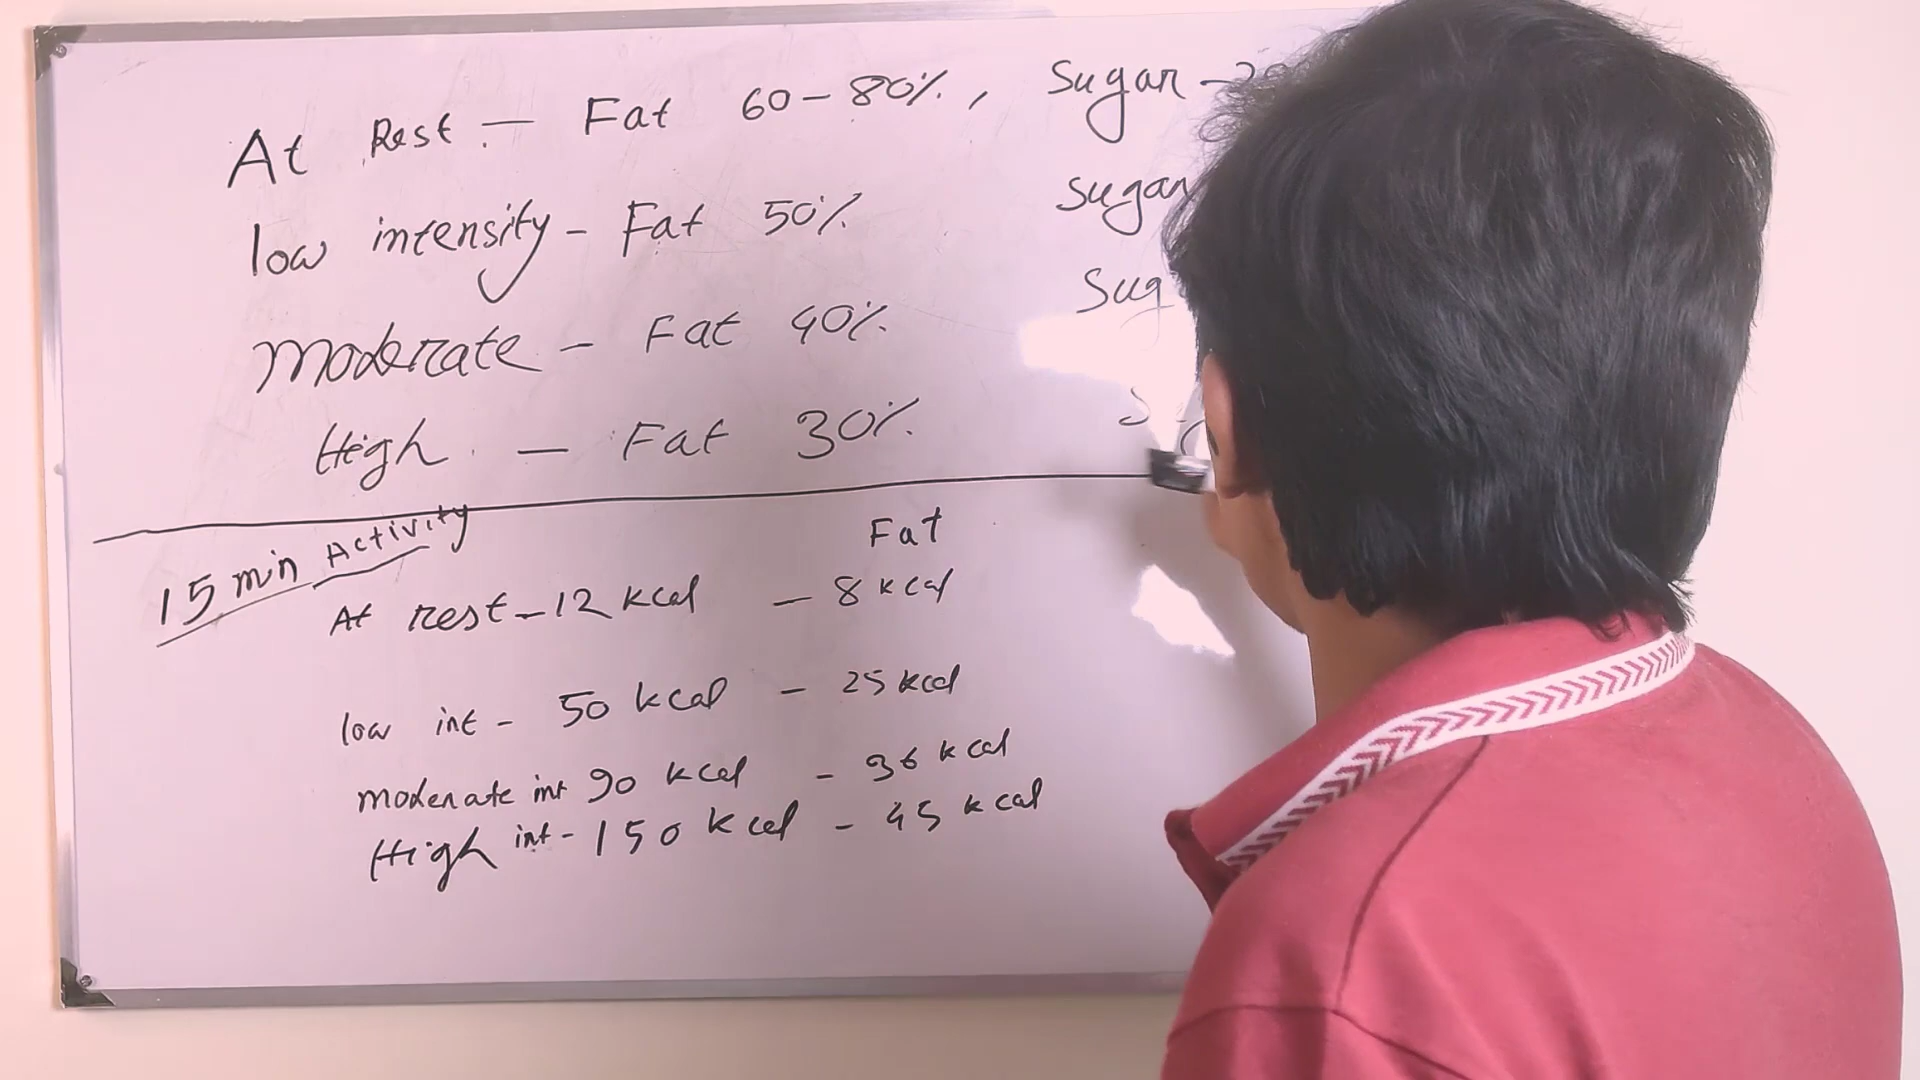 At Rest - Fat 60-80%, Sugar -
low intensity - Fat 50% Sugar
Moderate - Fat 40%
High - Fat 30%
15 min Activity
Fat
At rest - 12 kcal - 8 kcal
low int - 50 kcal - 25 kcal
moderate int 90 kcal - 36 kcal
High int - 150 kcal - 45 kcal